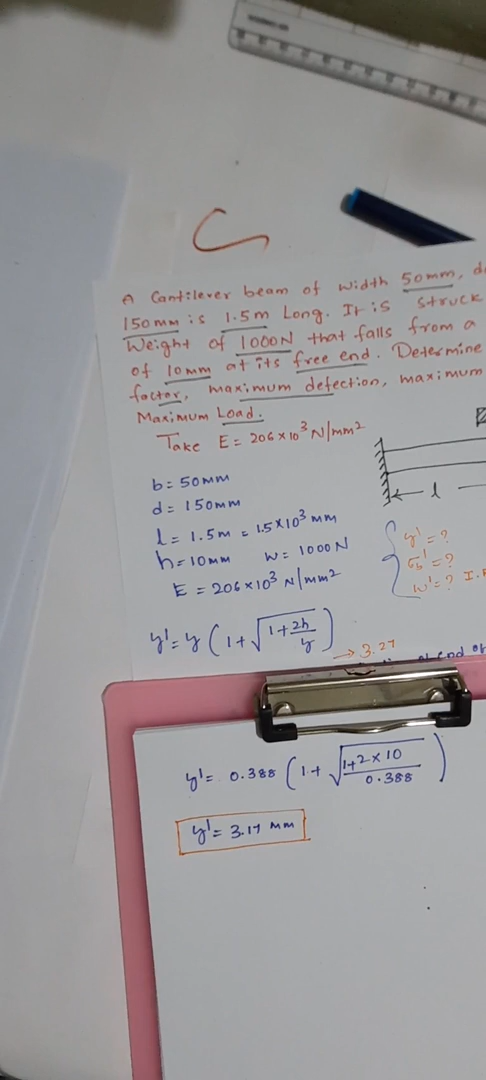 A Cantilever beam of width 50mm, d
150mm is 1.5m Long. It is struck
Weight of 1000N that falls from a
of 10mm at its free end. Determine
factor, maximum defection, maximum
Maximum Load.
Take E = 206×10³ N/mm²
b = 50mm
d = 150mm
l = 1.5m = 1.5×10³ mm
h = 10mm w = 1000N
E = 206×10³ N/mm²
l
y' = ?
σb' = ?
w' = ? I.F
y' = y (1 + √(1+2h/y))
→ 3.27
y' = 0.388 (1 + √(1+2×10/0.388))
y' = 3.17 mm